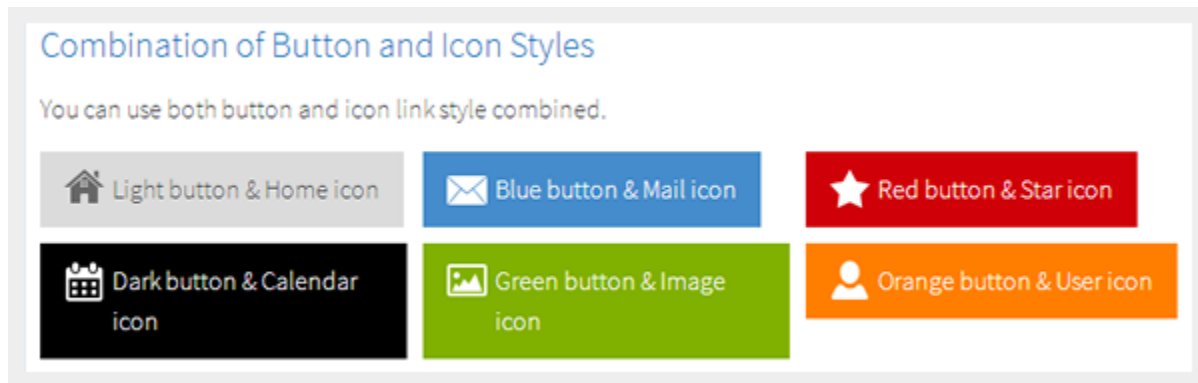 Combination of Button and Icon Styles
You can use both button and icon link style combined.
Light button & Home icon
Blue button & Mail icon
Red button & Star icon
Dark button & Calendar
icon
Green button & Image
icon
Orange button & User icon